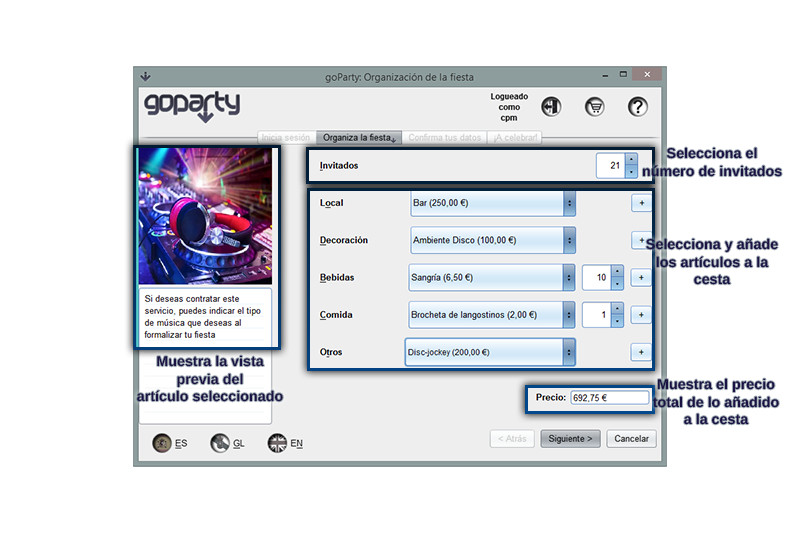 goParty: Organización de la fiesta
goparty
Logueado
como
cpm
Inicia sesión
Organiza la fiesta
Confirma tus datos
¡A celebrar!
Invitados
21
Selecciona el
número de invitados
Local
Bar (250,00 €)
+
Decoración
Ambiente Disco (100,00 €)
+
Bebidas
Sangría (6,50 €)
10
+
Comida
Brocheta de langostinos (2,00 €)
1
+
Otros
Disc-jockey (200,00 €)
+
Selecciona y añade
los artículos a la
cesta
Si deseas contratar este
servicio, puedes indicar el tipo
de música que deseas al
formalizar tu fiesta
Muestra la vista
previa del
artículo seleccionado
Precio:
692,75 €
Muestra el precio
total de lo añadido
a la cesta
ES
GL
EN
< Atrás
Siguiente >
Cancelar